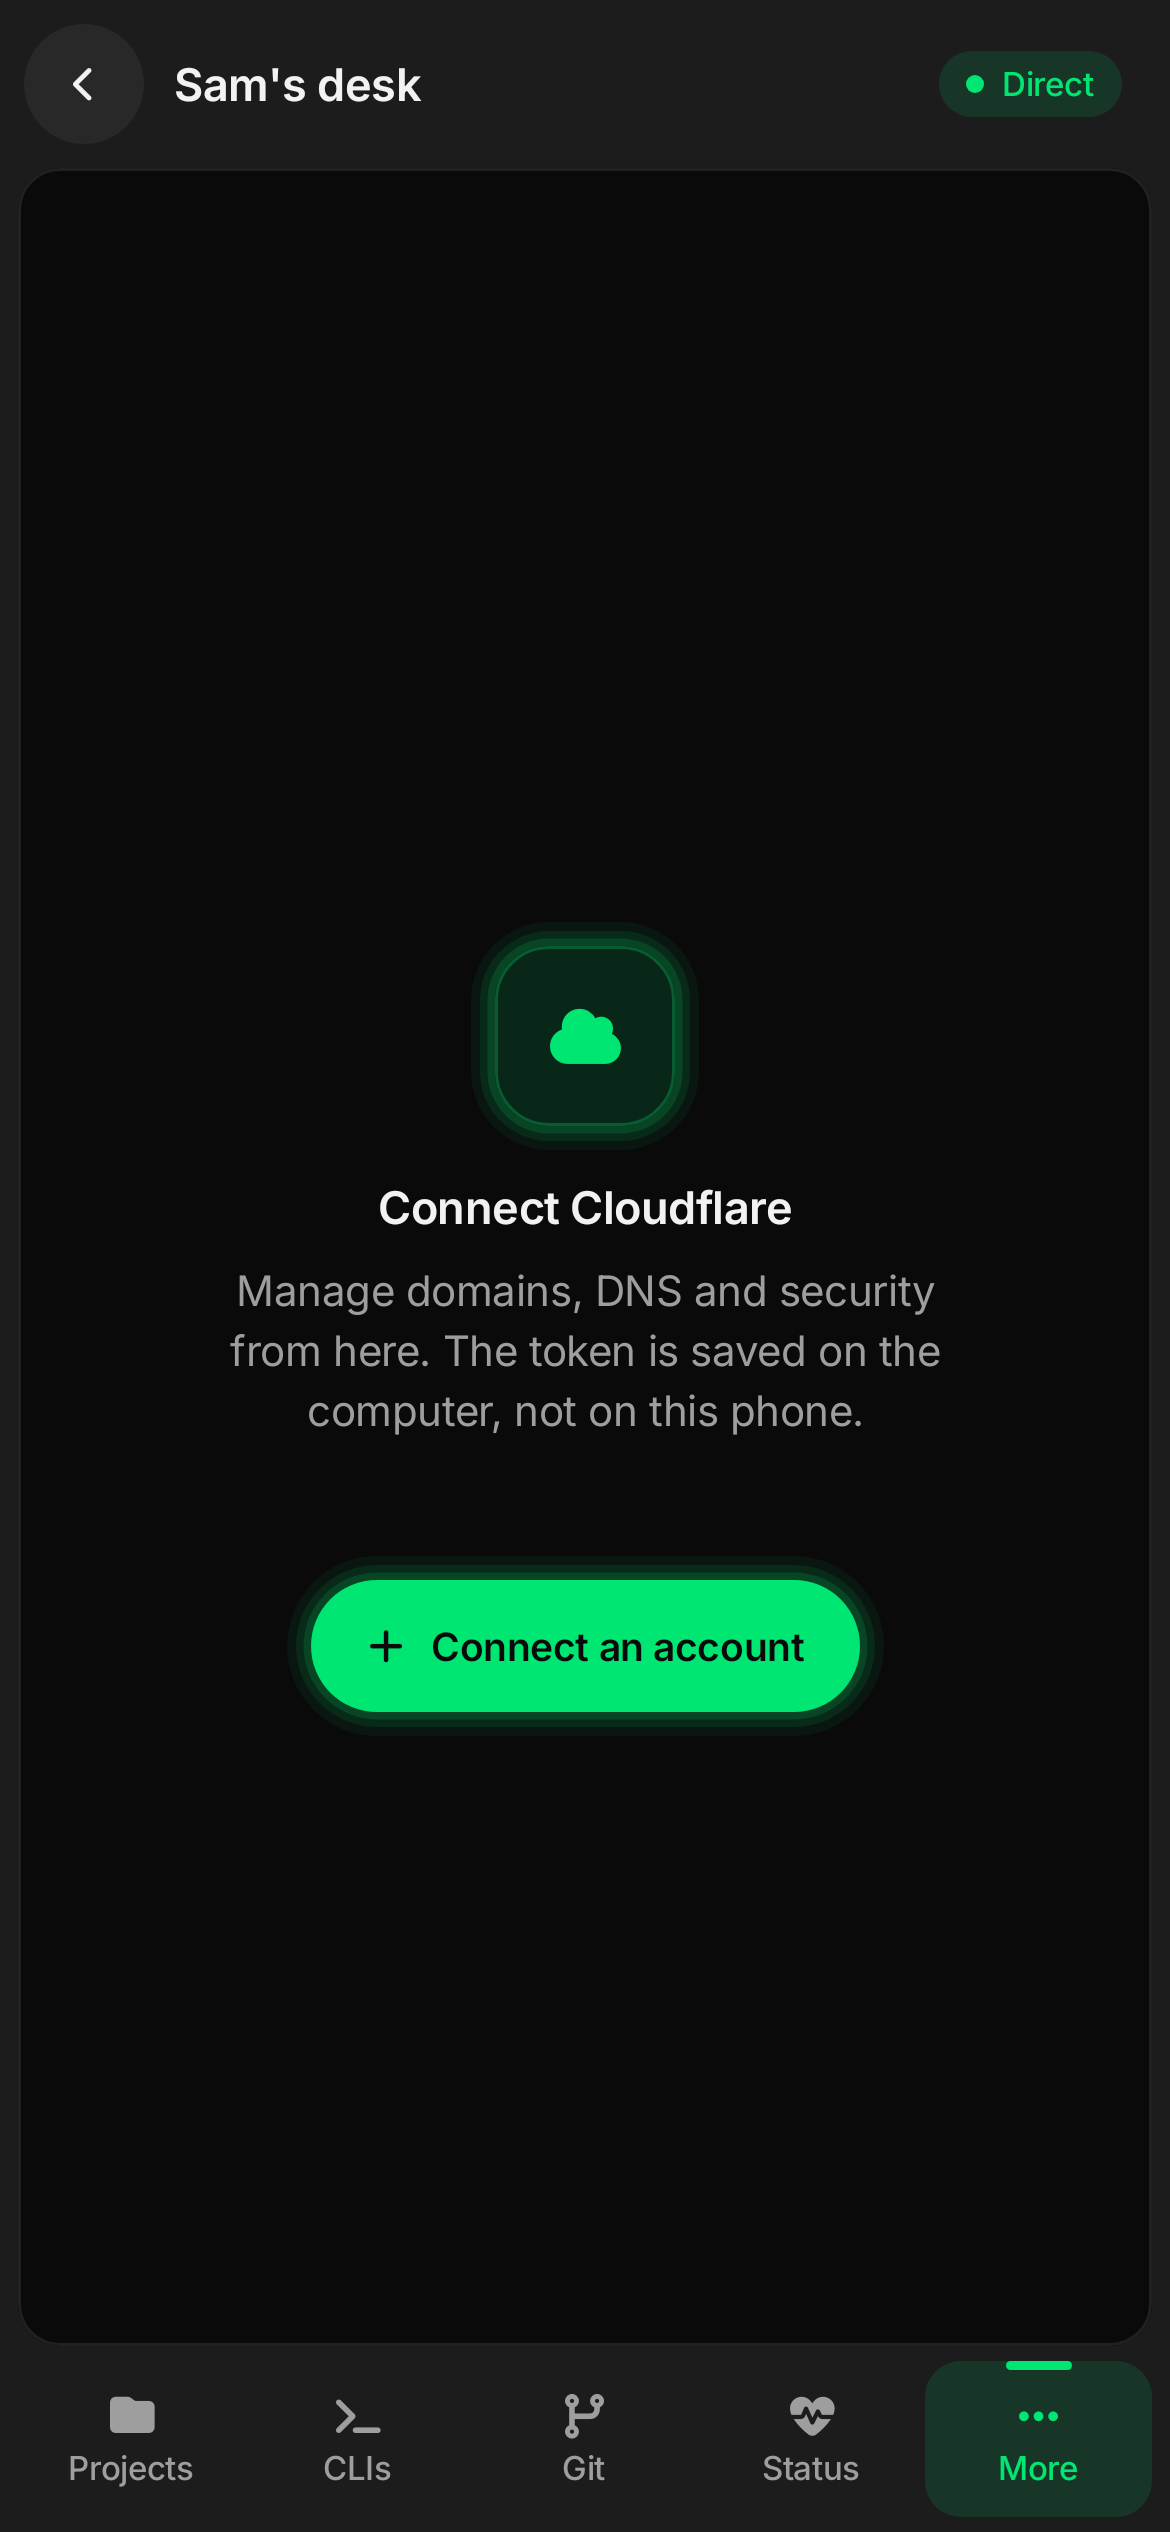 Sam's desk
Direct
Connect Cloudflare
Manage domains, DNS and security
from here. The token is saved on the
computer, not on this phone.
Connect an account
Projects
CLIs
Git
Status
More